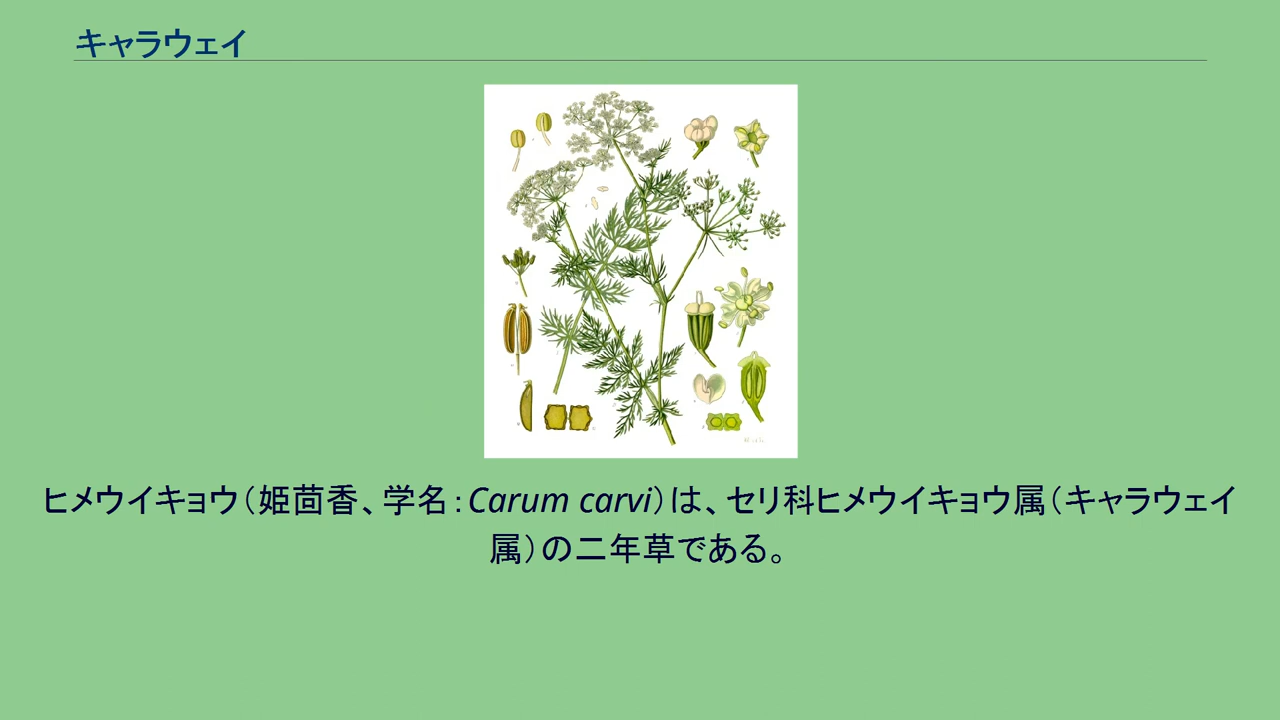 キャラウェイ
ヒメウイキョウ（姫茴香、学名：Carum carvi）は、セリ科ヒメウイキョウ属（キャラウェイ
属）の二年草である。